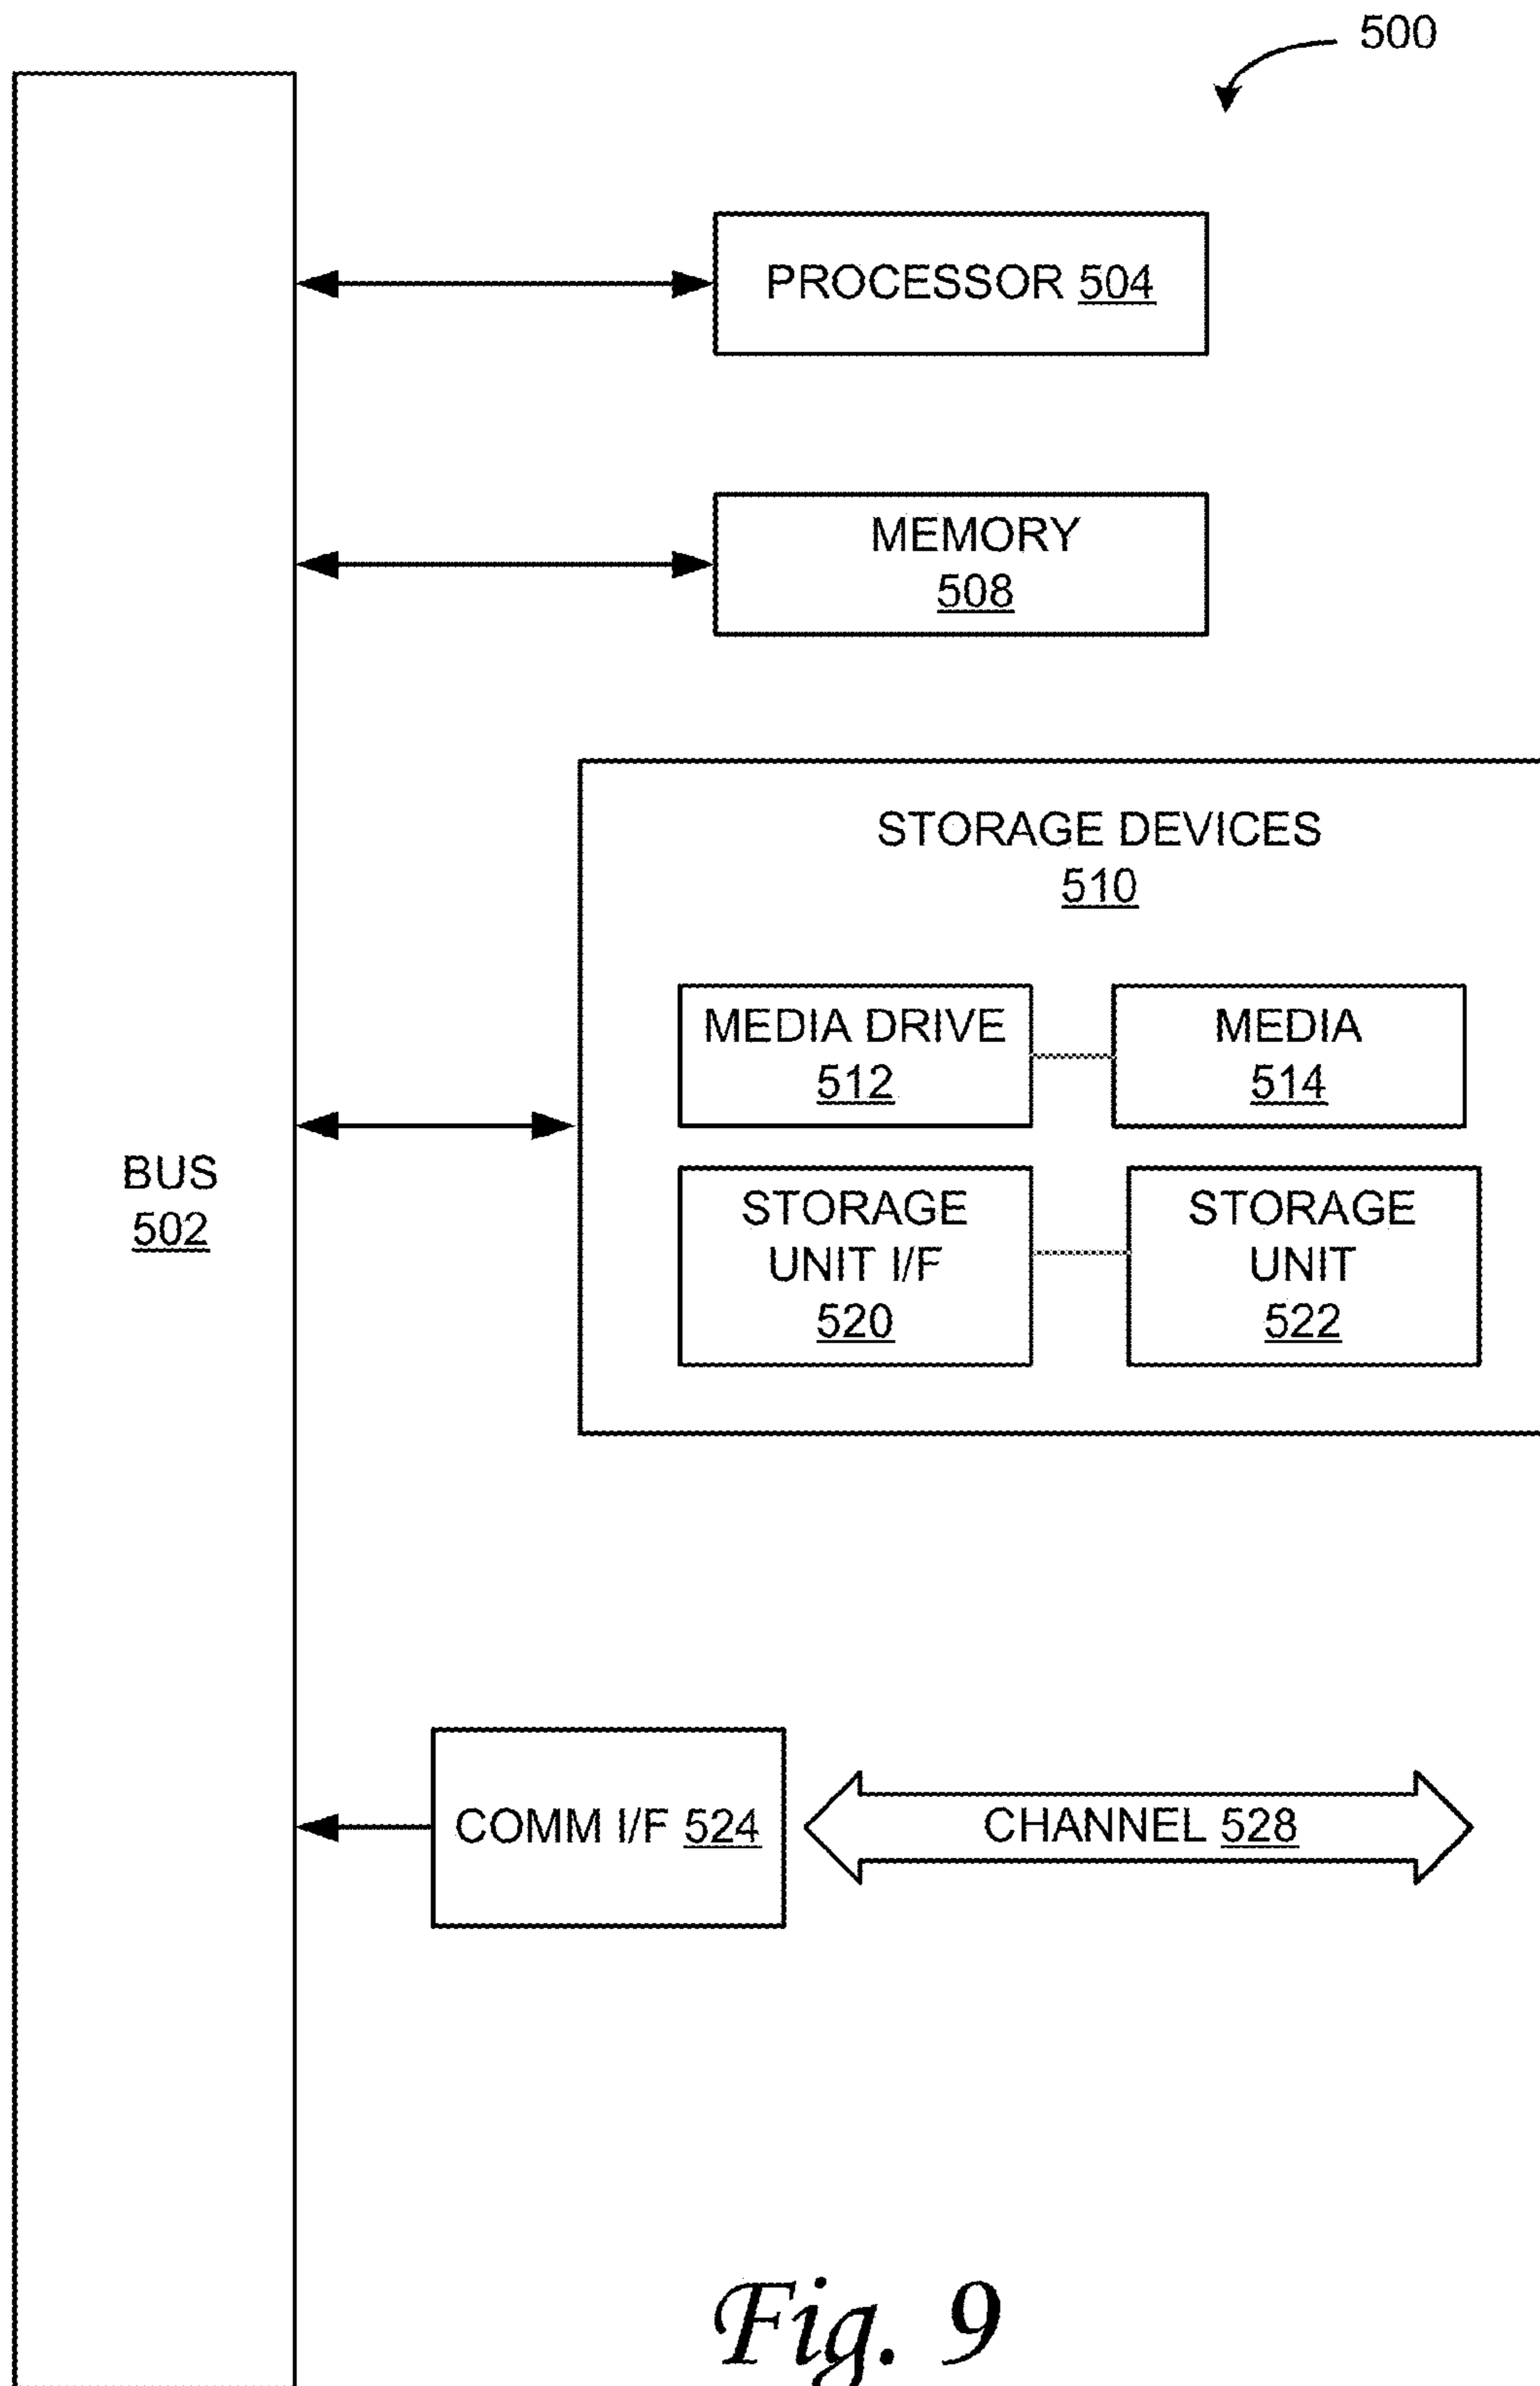 500
PROCESSOR 504
MEMORY
508
STORAGE DEVICES
510
MEDIA DRIVE
512
MEDIA
514
BUS
502
STORAGE
UNIT I/F
520
STORAGE
UNIT
522
COMM I/F 524
CHANNEL 528
Fig. 9